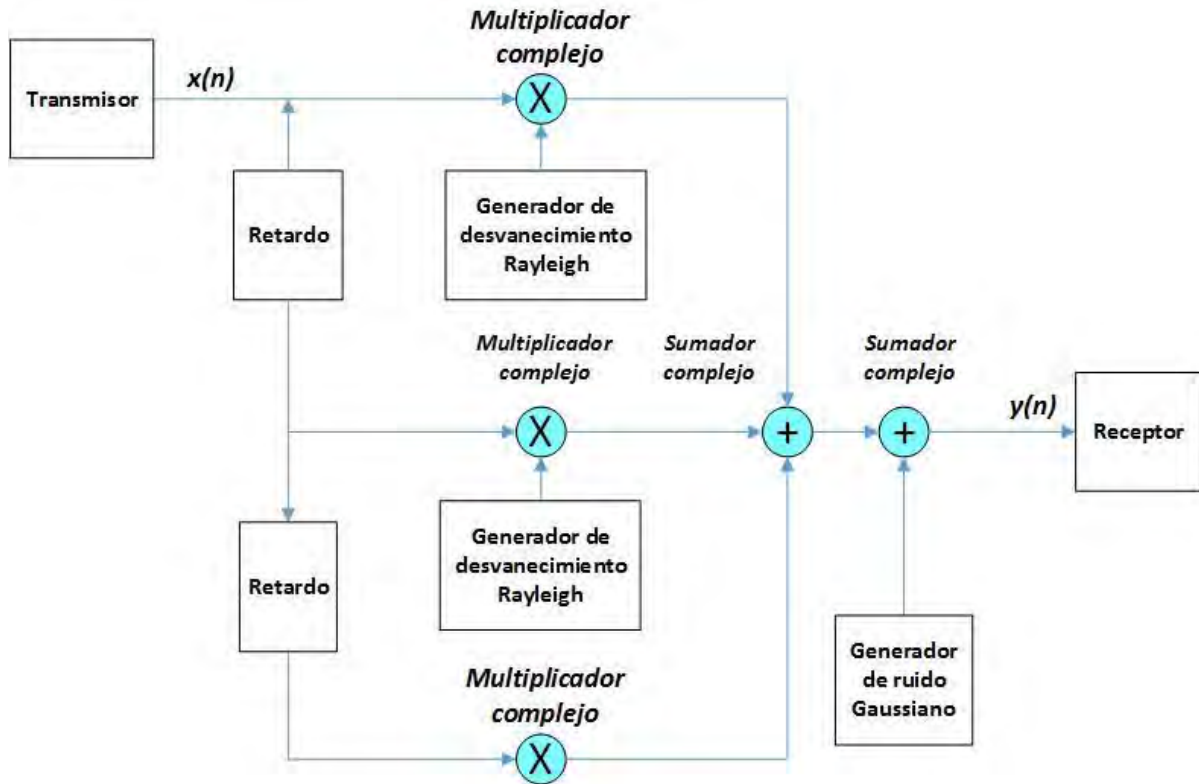 Multiplicador
complejo
Transmisor
x(n)
X
Retardo
Generador de
desvanecimiento
Rayleigh
Multiplicador
complejo
Sumador
complejo
Sumador
complejo
X
+
+
y(n)
Receptor
Retardo
Generador de
desvanecimiento
Rayleigh
Generador
de ruido
Gaussiano
Multiplicador
complejo
X